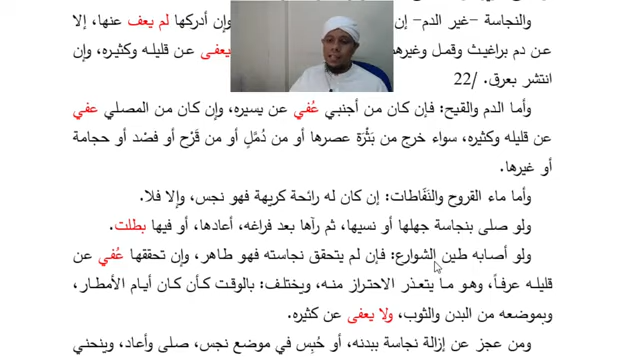 والنجاسة -غير الدم- إن وإن أدركها لم يعف عنها، إلا
عن دم براغيث وقمل وغيره يعفى عن قليله وكثيره، وإن
انتشر بعرق. /22
وأما الدم والقيح: فإن كان من أجنبي عُفي عن يسيره، وإن كان من المصلي عفي
عن قليله وكثيره، سواء خرج من بَثْرَة عصرها أو من دُمَّل أو من قَرْح أو فصْد أو حجامة
أو غيرها.
وأما ماء القروح والنَفّاطات: إن كان له رائحة كريهة فهو نجس، وإلا فلا.
ولو صلى بنجاسة جهلها أو نسيها، ثم رآها بعد فراغه، أعادها، أو فيها بطلت.
ولو أصابه طين الشوارع: فإن لم يتحقق نجاسته فهو طاهر، وإن تحققها عُفي عن
قليله عرفاً، وهو ما يتعذر الاحتراز منه، ويختلف: بالوقت كأن كان أيام الأمطار،
وبموضعه من البدن والثوب، ولا يعفى عن كثيره.
ومن عجز عن إزالة نجاسة ببدنه، أو حُبِس في موضع نجس، صلى وأعاد، وينحني